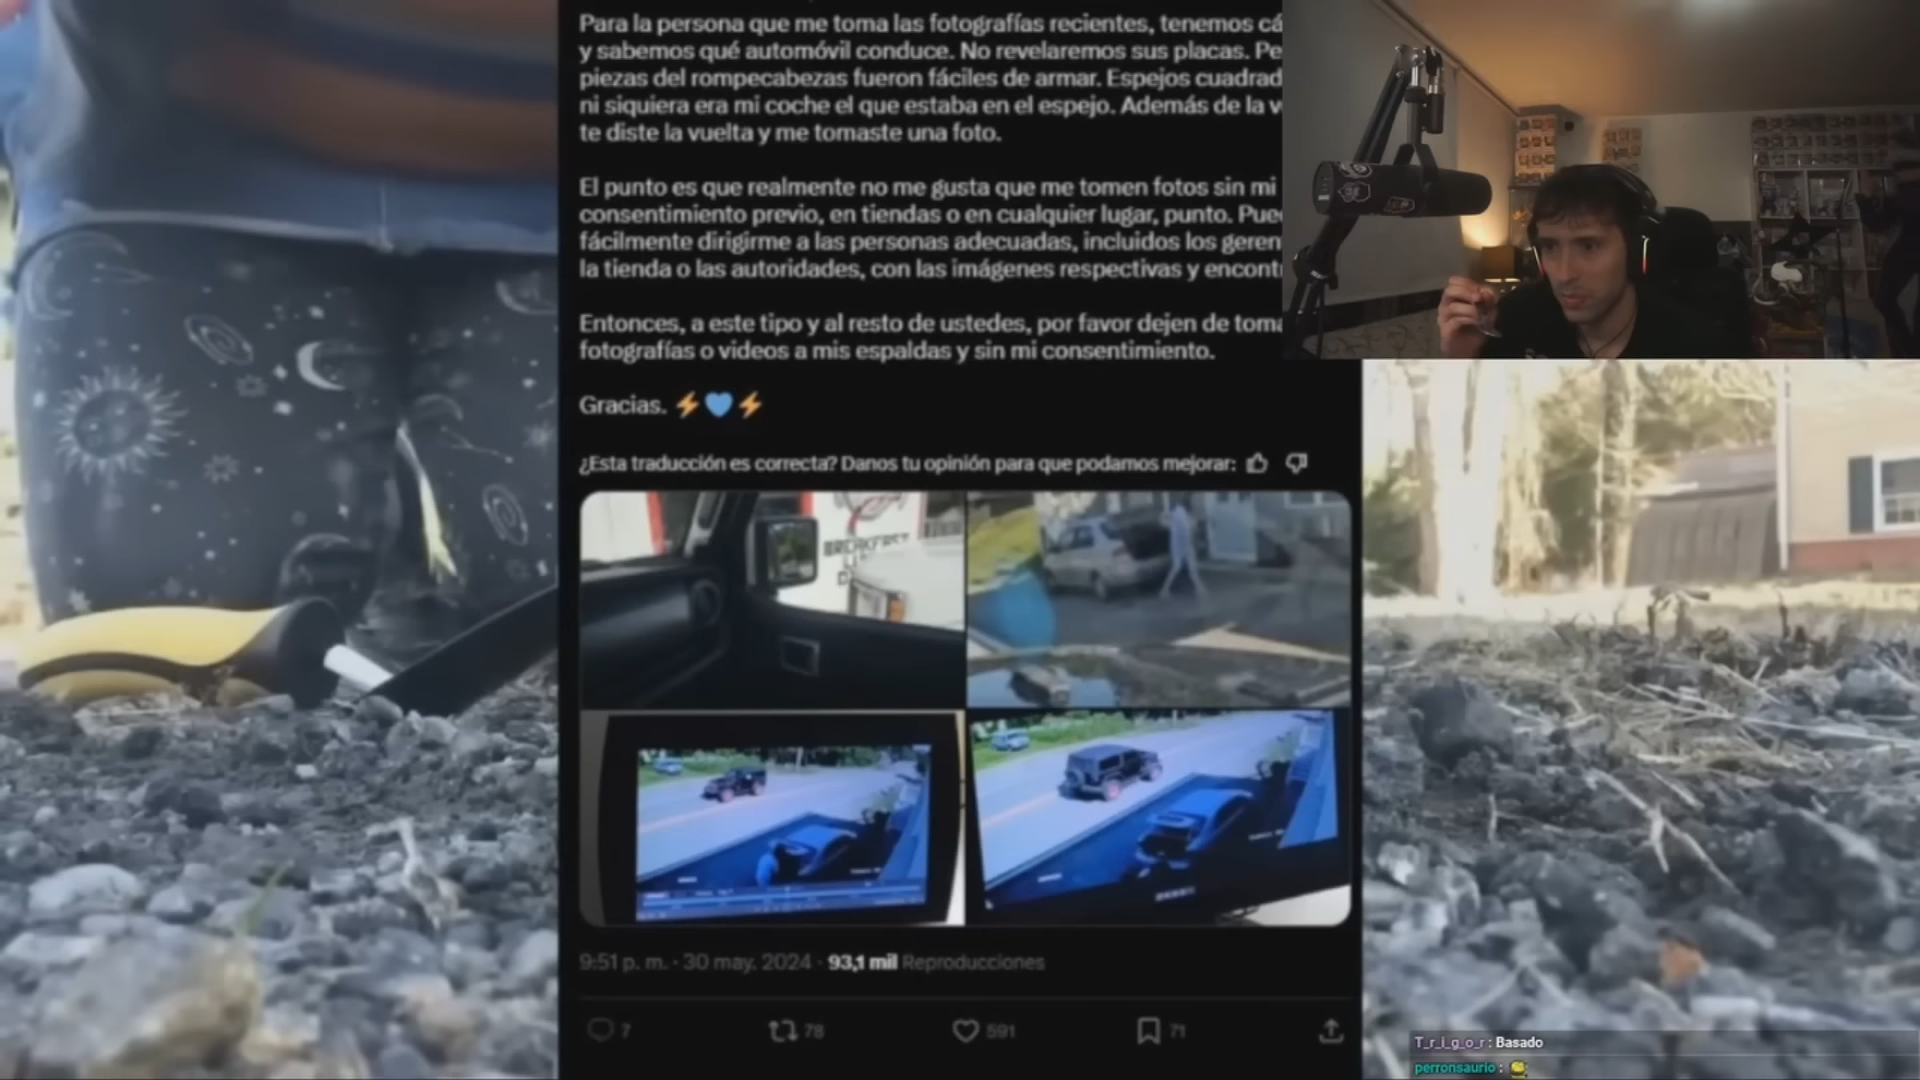 Para la persona que me toma las fotografías recientes, tenemos cá
y sabemos qué automóvil conduce. No revelaremos sus placas. Pe
piezas del rompecabezas fueron fáciles de armar. Espejos cuadrad
ni siquiera era mi coche el que estaba en el espejo. Además de la v
te diste la vuelta y me tomaste una foto.
El punto es que realmente no me gusta que me tomen fotos sin mi
consentimiento previo, en tiendas o en cualquier lugar, punto. Pue
fácilmente dirigirme a las personas adecuadas, incluidos los geren
la tienda o las autoridades, con las imágenes respectivas y encont
Entonces, a este tipo y al resto de ustedes, por favor dejen de toma
fotografías o videos a mis espaldas y sin mi consentimiento.
Gracias. ⚡💙⚡
¿Esta traducción es correcta? Danos tu opinión para que podamos mejorar:
BREAKFAST
9:51 p. m. · 30 may. 2024 · 93,1 mil Reproducciones
7 78 591 71
T_r_i_g_o_r : Basado
perronsaurio :